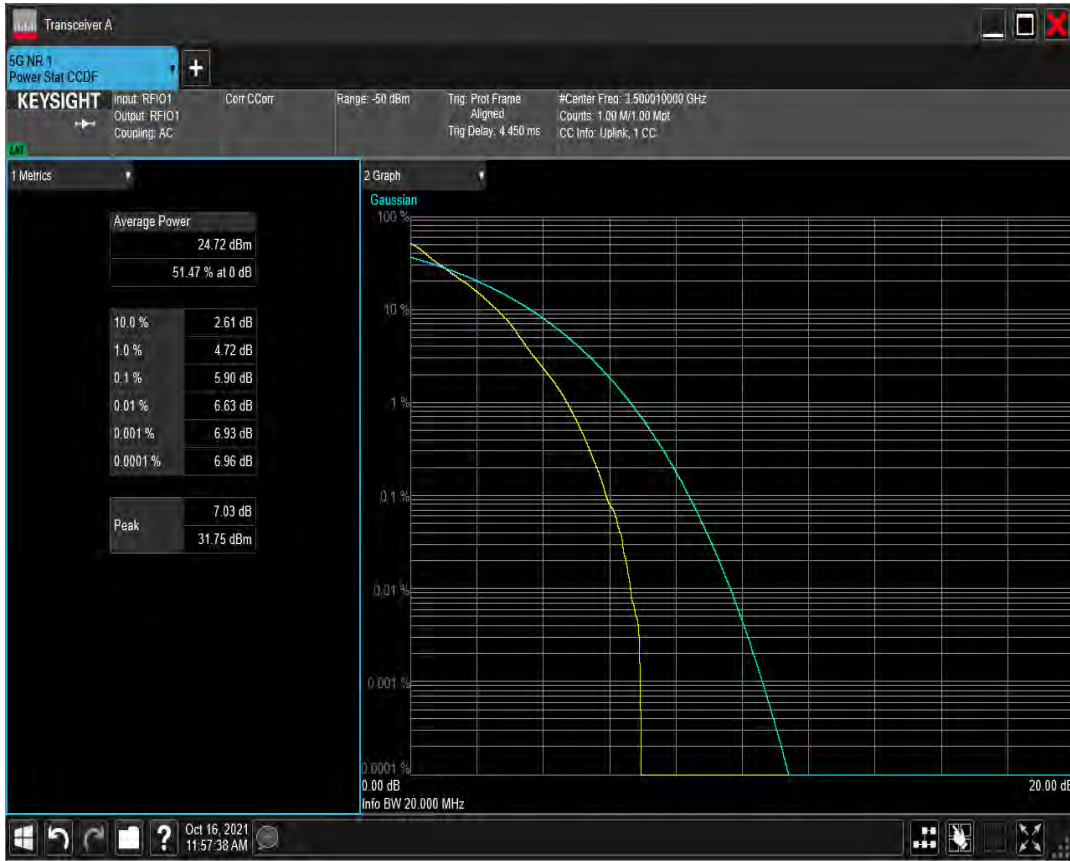 Transceiver A
5G NR 1
Power Stat CCDF
+
KEYSIGHT
Input: RFIO1
Output: RFIO1
Coupling: AC
Corr CCorr
Range: -50 dBm
Trig: Prot Frame
Aligned
Trig Delay: 4.450 ms
#Center Freq: 3.500010000 GHz
Counts: 1.00 M/1.00 Mpt
CC Info: Uplink, 1 CC
1 Metrics
Average Power
24.72 dBm
51.47 % at 0 dB
10.0 % 2.61 dB
1.0 % 4.72 dB
0.1 % 5.90 dB
0.01 % 6.63 dB
0.001 % 6.93 dB
0.0001 % 6.96 dB
Peak
7.03 dB
31.75 dBm
2 Graph
Gaussian
100 %
10 %
1 %
0.1 %
0.01 %
0.001 %
0.0001 %
0.00 dB
20.00 dB
Info BW 20.000 MHz
?
Oct 16, 2021
11:57:38 AM